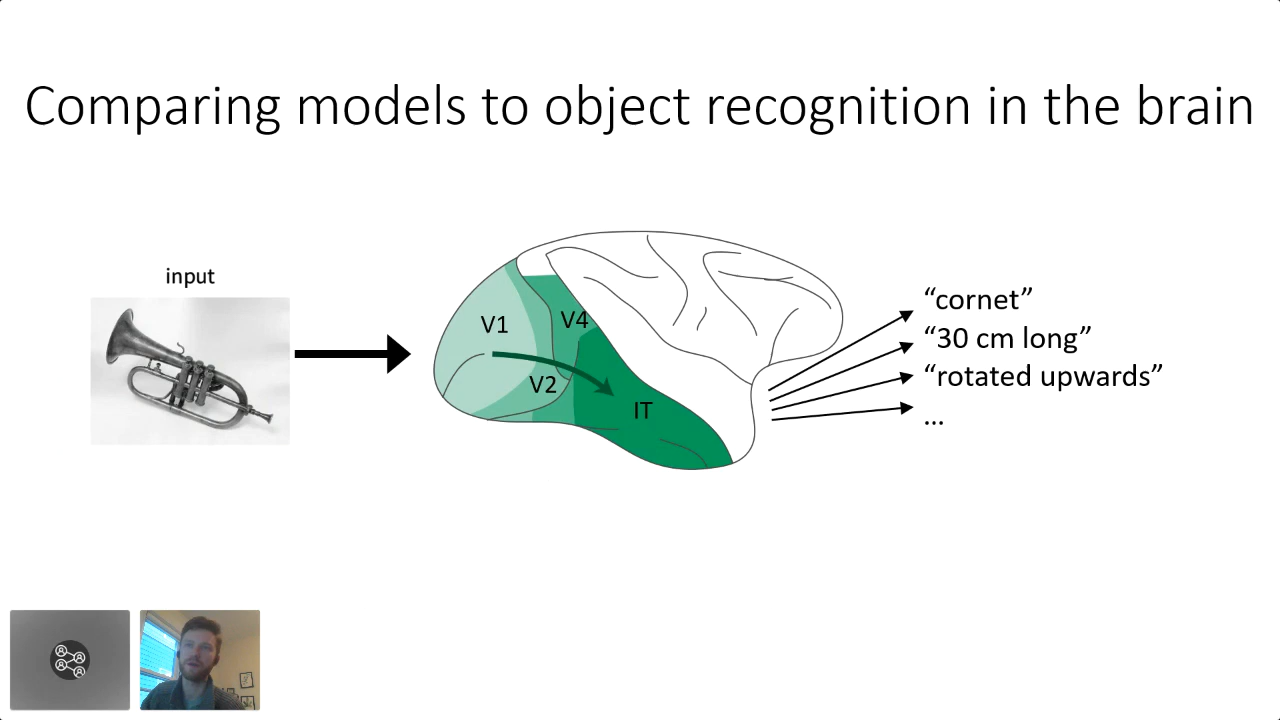 Comparing models to object recognition in the brain
input
V1
V4
V2
IT
“cornet”
“30 cm long”
“rotated upwards”
...